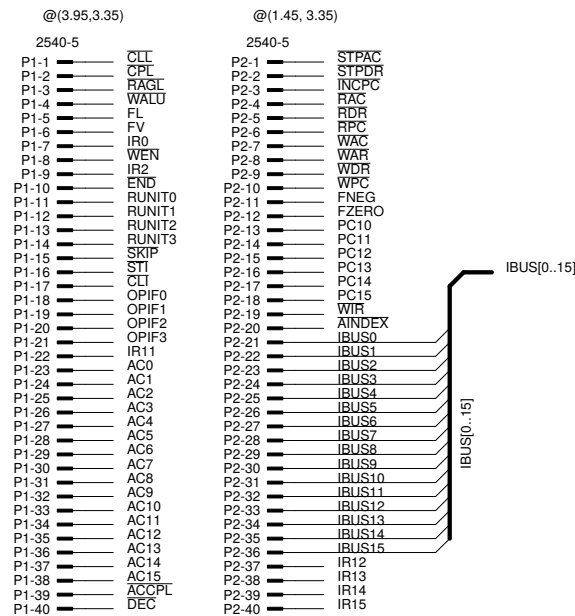 @(3.95,3.35)
2540-5
P1-1 CLL
P1-2 CPL
P1-3 RAGL
P1-4 WALU
P1-5 FL
P1-6 FV
P1-7 IR0
P1-8 WEN
P1-9 IR2
P1-10 END
P1-11 RUNIT0
P1-12 RUNIT1
P1-13 RUNIT2
P1-14 RUNIT3
P1-15 SKIP
P1-16 STI
P1-17 CLI
P1-18 OPIF0
P1-19 OPIF1
P1-20 OPIF2
P1-21 OPIF3
P1-22 IR11
P1-23 AC0
P1-24 AC1
P1-25 AC2
P1-26 AC3
P1-27 AC4
P1-28 AC5
P1-29 AC6
P1-30 AC7
P1-31 AC8
P1-32 AC9
P1-33 AC10
P1-34 AC11
P1-35 AC12
P1-36 AC13
P1-37 AC14
P1-38 AC15
P1-39 ACCPL
P1-40 DEC
@(1.45, 3.35)
2540-5
P2-1 STPAC
P2-2 STPDR
P2-3 INCPC
P2-4 RAC
P2-5 RDR
P2-6 RPC
P2-7 WAC
P2-8 WAR
P2-9 WDR
P2-10 WPC
P2-11 FNEG
P2-12 FZERO
P2-13 PC10
P2-14 PC11
P2-15 PC12
P2-16 PC13
P2-17 PC14
P2-18 PC15
P2-19 WIR
P2-20 AINDEX
P2-21 IBUS0
P2-22 IBUS1
P2-23 IBUS2
P2-24 IBUS3
P2-25 IBUS4
P2-26 IBUS5
P2-27 IBUS6
P2-28 IBUS7
P2-29 IBUS8
P2-30 IBUS9
P2-31 IBUS10
P2-32 IBUS11
P2-33 IBUS12
P2-34 IBUS13
P2-35 IBUS14
P2-36 IBUS15
P2-37 IR12
P2-38 IR13
P2-39 IR14
P2-40 IR15
IBUS[0..15]
IBUS[0..15]